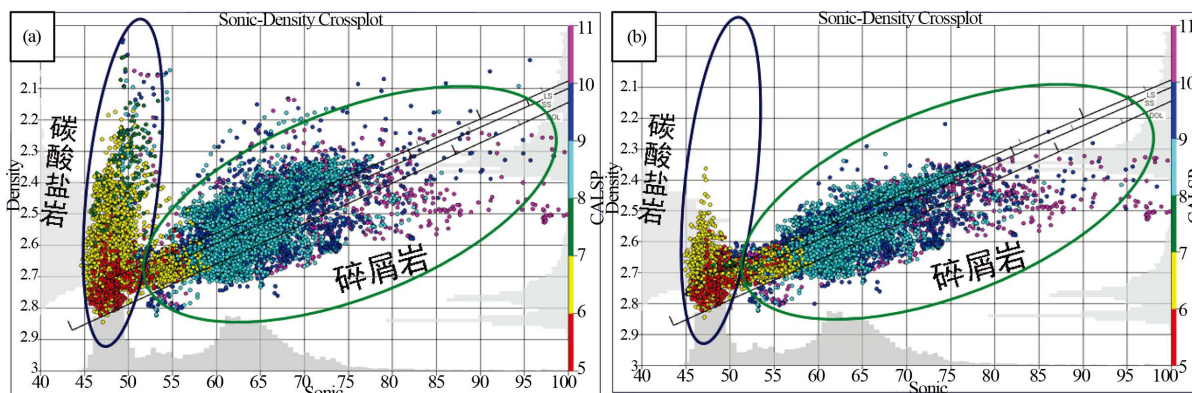 (a)
Sonic-Density Crossplot
2.1
2.2
2.3
2.4
2.5
2.6
2.7
2.8
2.9
3
Density
碳酸盐岩
碎屑岩
LS
SS
DOL
40 45 50 55 60 65 70 75 80 85 90 95 100
Sonic
CALSP
11
10
9
8
7
6
5
(b)
Sonic-Density Crossplot
2.1
2.2
2.3
2.4
2.5
2.6
2.7
2.8
2.9
3
Density
碳酸盐岩
碎屑岩
LS
SS
DOL
40 45 50 55 60 65 70 75 80 85 90 95 100
Sonic
11
10
9
8
7
6
5